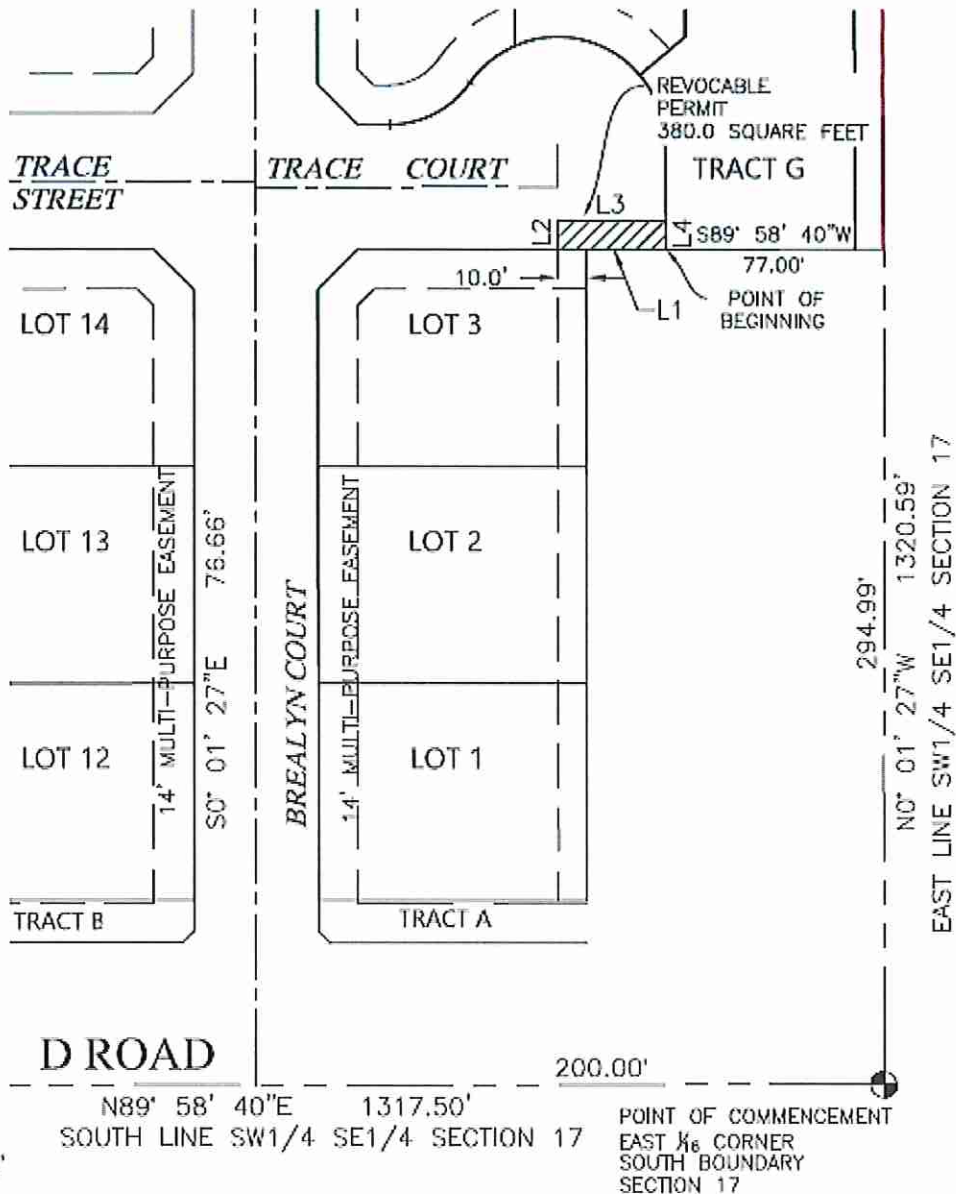 REVOCABLE
PERMIT
380.0 SQUARE FEET
TRACE
STREET
TRACE COURT
TRACT G
L2
L3
L4
S89' 58' 40"W
77.00'
10.0'
L1
POINT OF
BEGINNING
LOT 14
LOT 3
LOT 13
LOT 2
LOT 12
LOT 1
14' MULTI-PURPOSE EASEMENT
S0° 01' 27"E 76.66'
BREALYN COURT
14' MULTI-PURPOSE EASEMENT
294.99'
N0° 01' 27"W 1320.59'
EAST LINE SW1/4 SE1/4 SECTION 17
TRACT B
TRACT A
D ROAD
200.00'
N89' 58' 40"E 1317.50'
SOUTH LINE SW1/4 SE1/4 SECTION 17
POINT OF COMMENCEMENT
EAST 1/16 CORNER
SOUTH BOUNDARY
SECTION 17